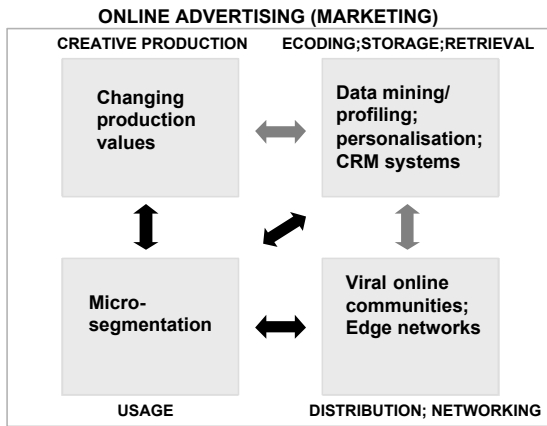 ONLINE ADVERTISING (MARKETING)
CREATIVE PRODUCTION
ECODING;STORAGE;RETRIEVAL
Changing
production
values
Data mining/
profiling;
personalisation;
CRM systems
Micro-
segmentation
Viral online
communities;
Edge networks
USAGE
DISTRIBUTION; NETWORKING